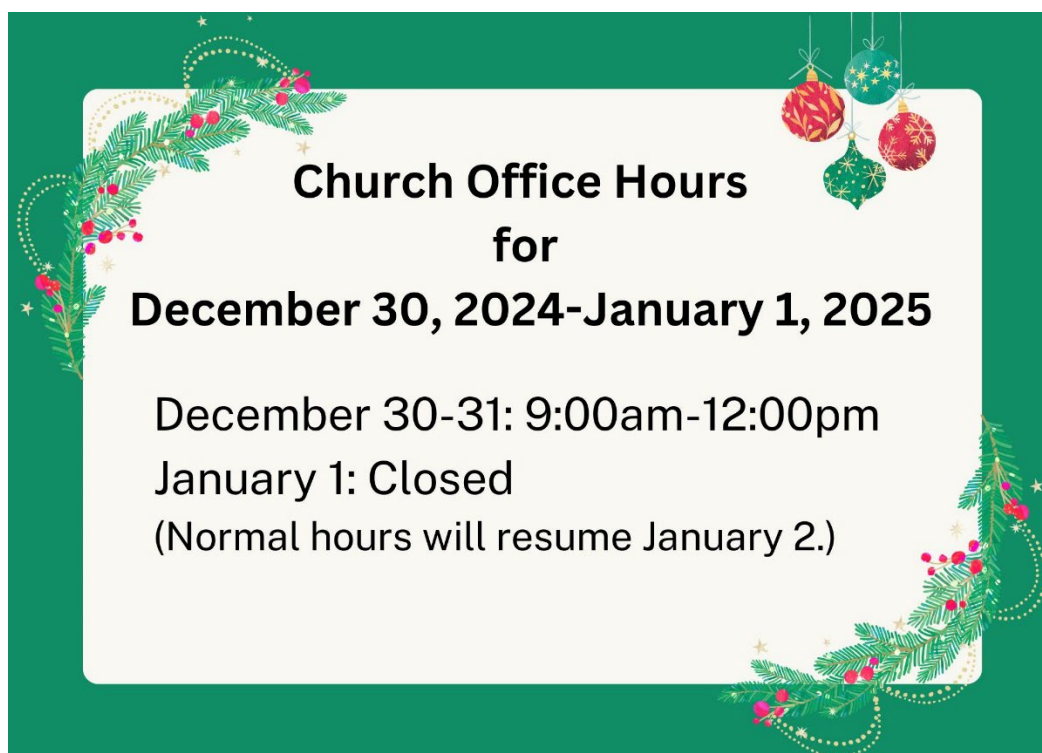 Church Office Hours
for
December 30, 2024-January 1, 2025
December 30-31: 9:00am-12:00pm
January 1: Closed
(Normal hours will resume January 2.)